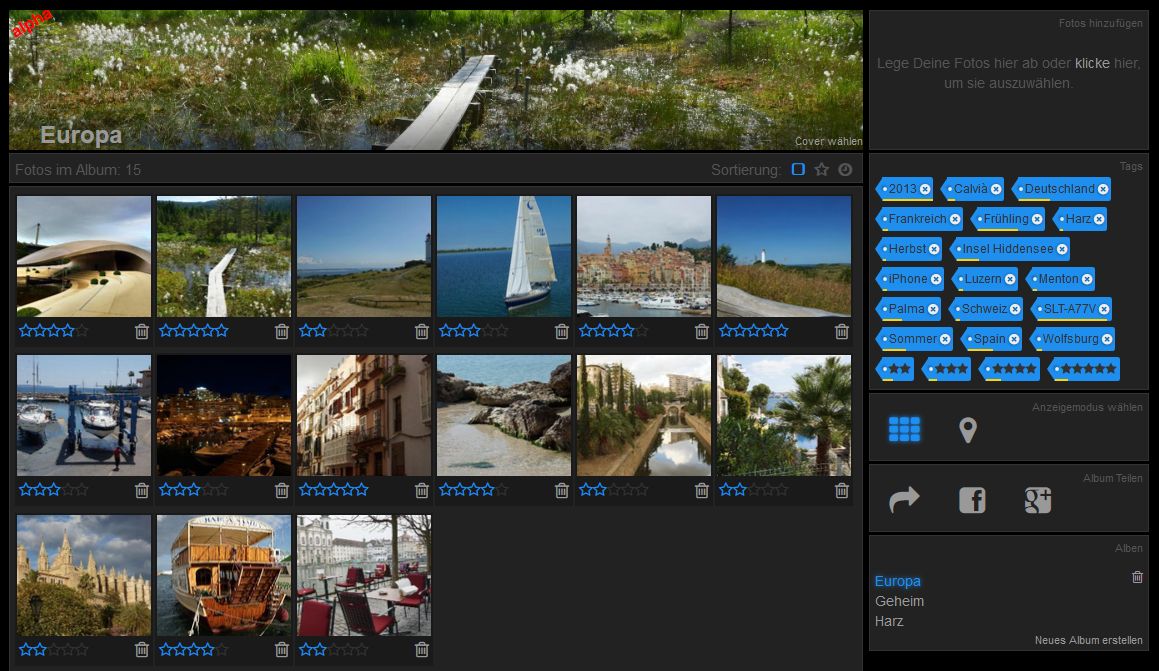 alpha
Europa
Cover wählen
Fotos im Album: 15
Sortierung:
Fotos hinzufügen
Lege Deine Fotos hier ab oder klicke hier,
um sie auszuwählen.
Tags
2013 Calvià Deutschland
Frankreich Frühling Harz
Herbst Insel Hiddensee
iPhone Luzern Menton
Palma Schweiz SLT-A77V
Sommer Spain Wolfsburg
★★ ★★★ ★★★★ ★★★★★
Anzeigemodus wählen
Album Teilen
f g+
Alben
Europa
Geheim
Harz
Neues Album erstellen